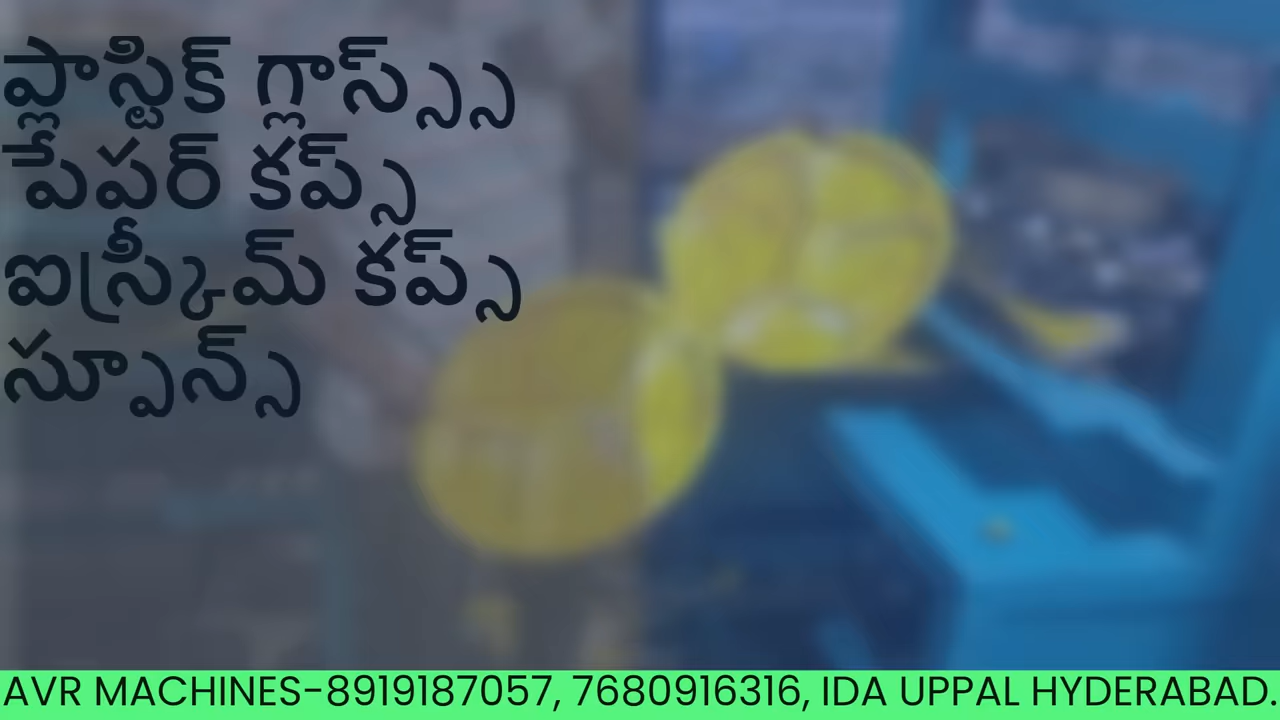 ప్లాస్టిక్ గ్లాస్స్స
పేపర్ కప్స్
ఐస్క్రీమ్ కప్స్
స్పూన్స్
AVR MACHINES-8919187057, 7680916316, IDA UPPAL HYDERABAD.